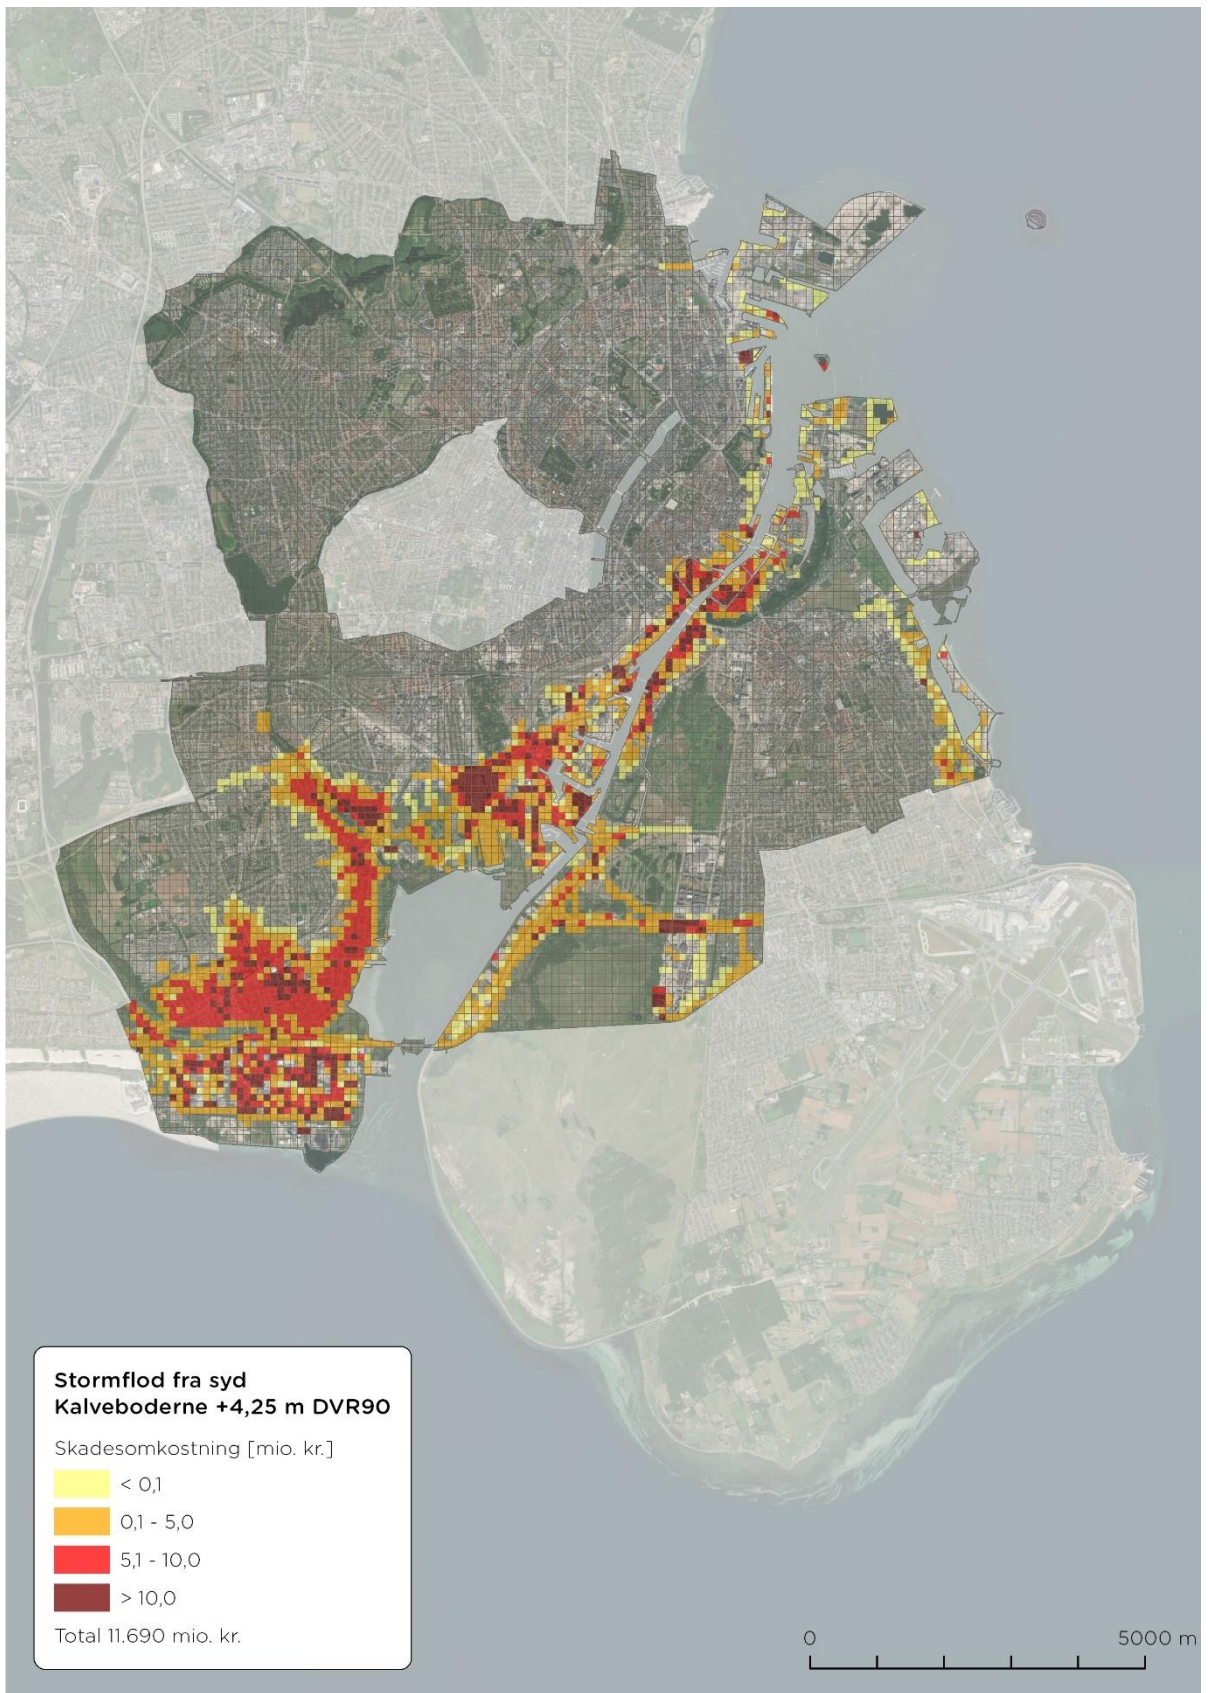 Stormflod fra syd
Kalveboderne +4,25 m DVR90
Skadesomkostning [mio. kr.]
< 0,1
0,1 - 5,0
5,1 - 10,0
> 10,0
Total 11.690 mio. kr.
0 5000 m